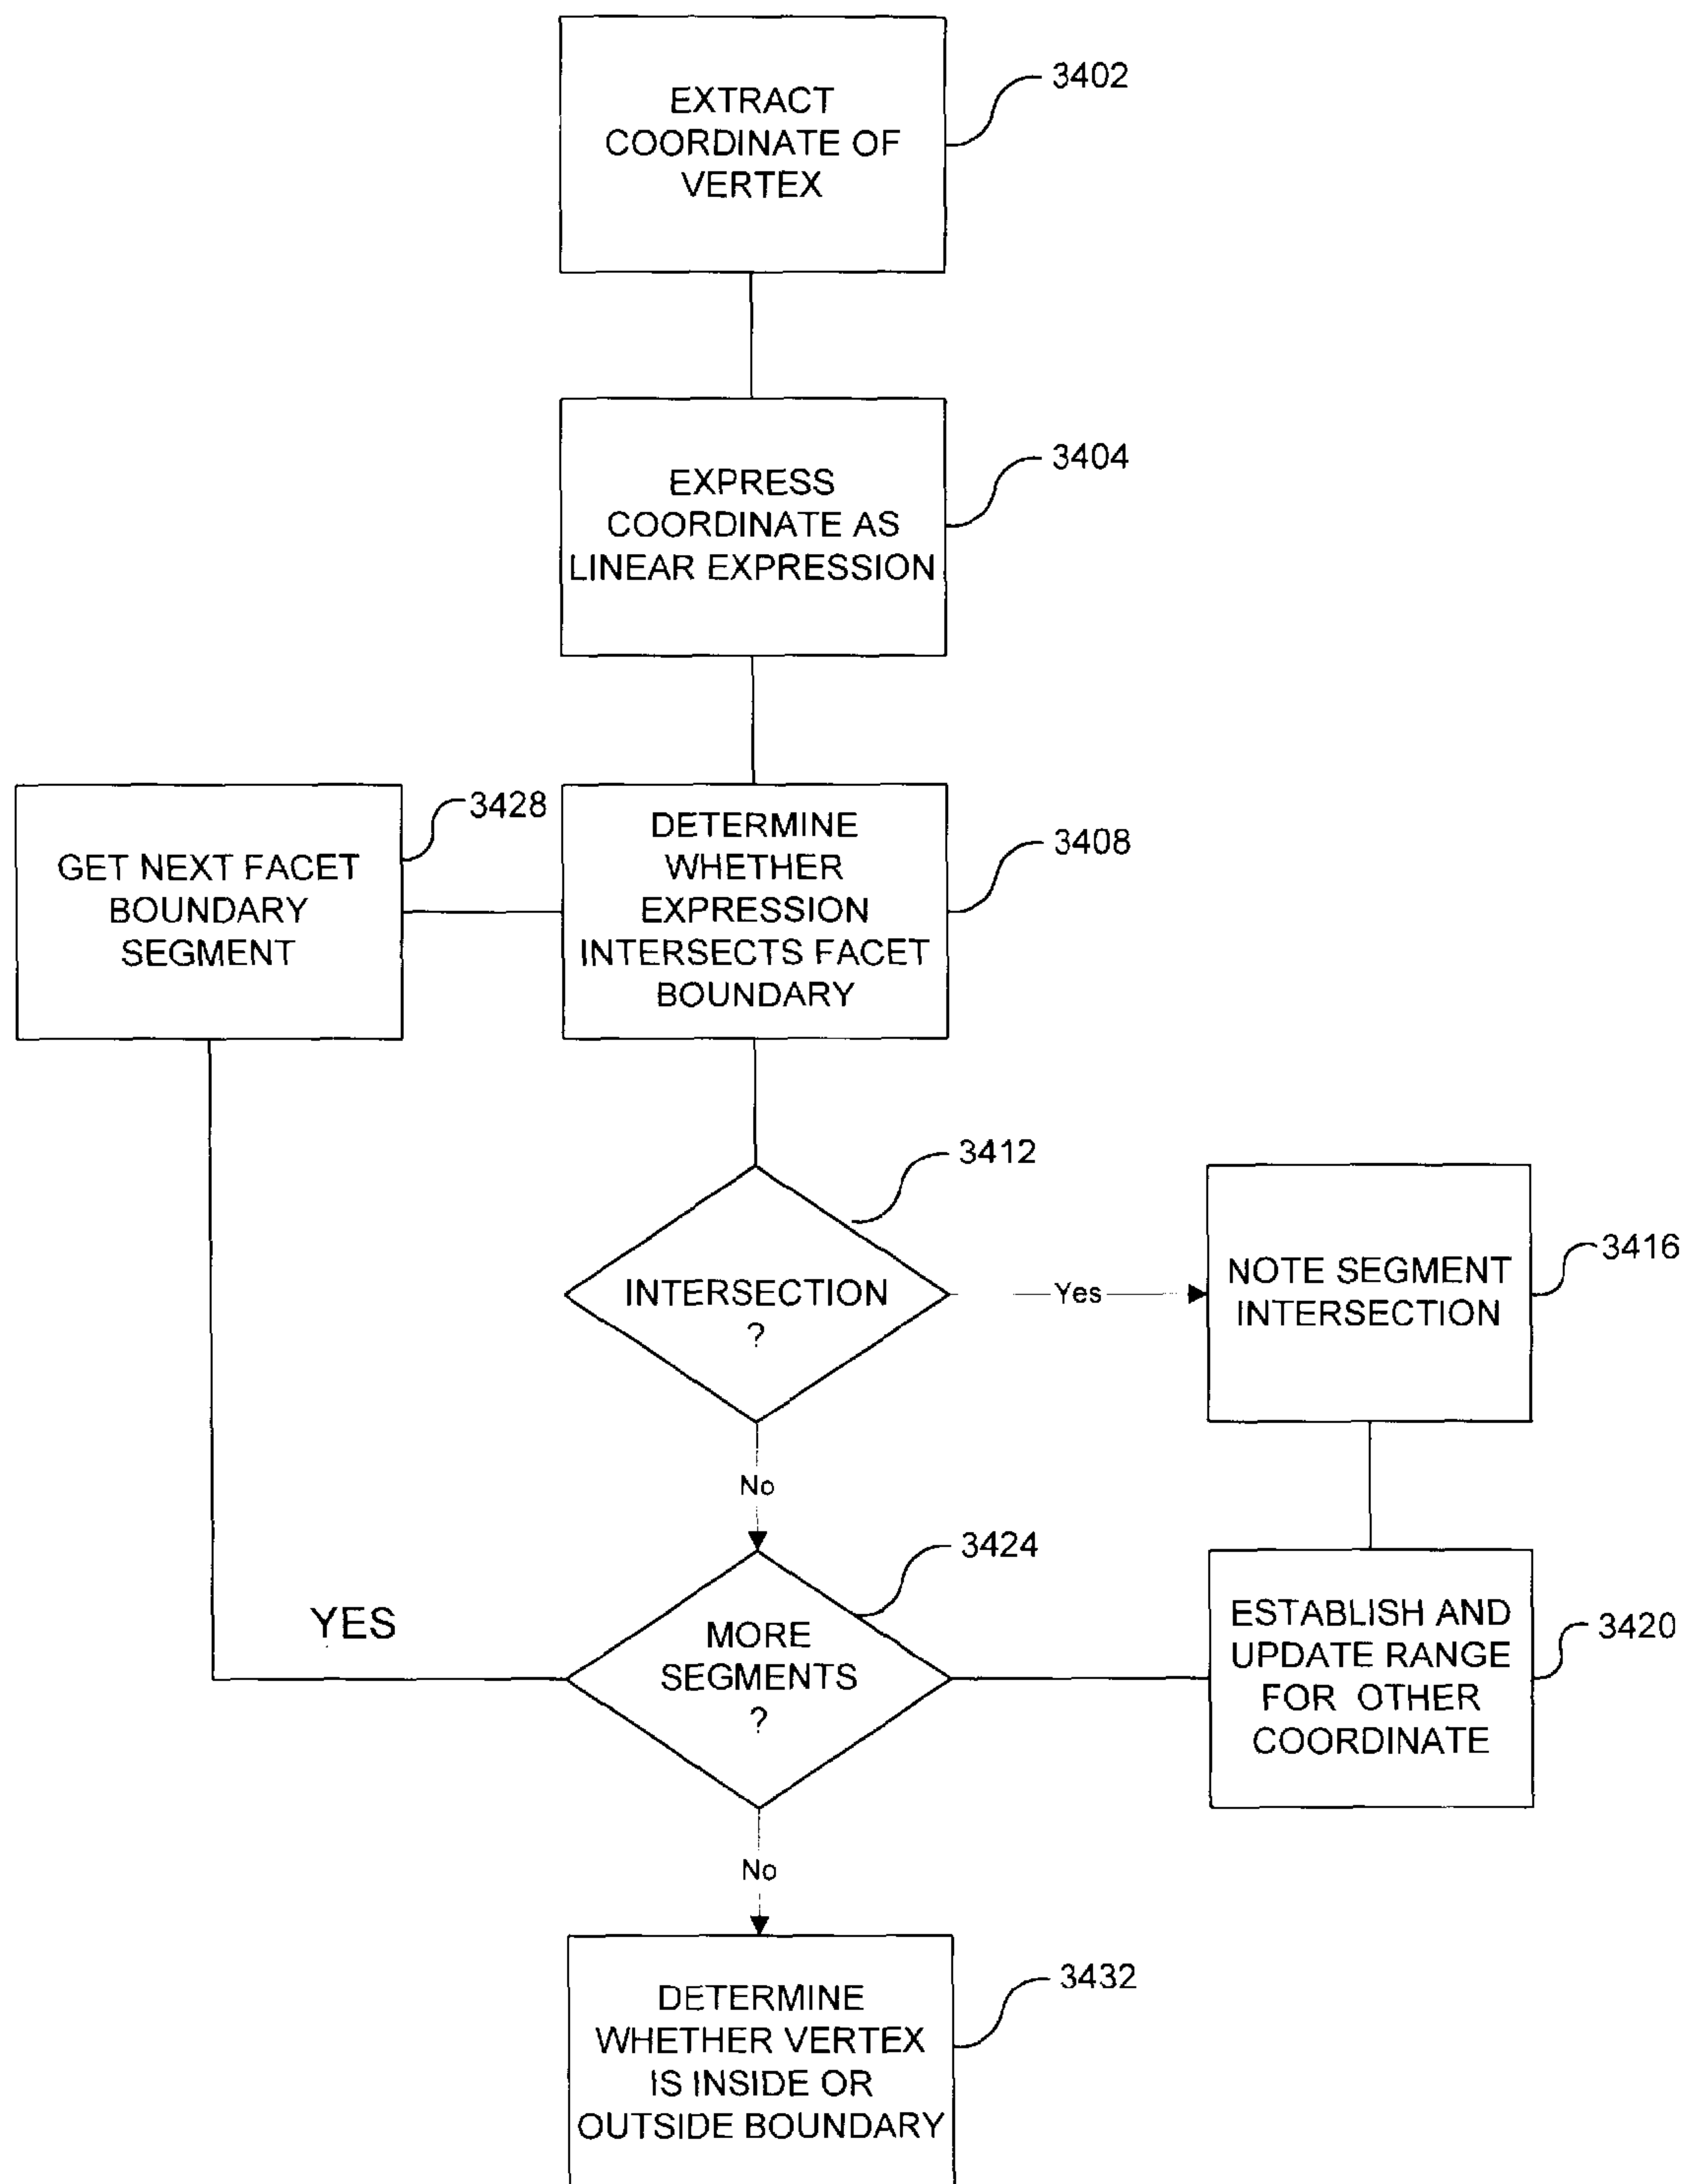 EXTRACT
COORDINATE OF
VERTEX
3402
EXPRESS
COORDINATE AS
LINEAR EXPRESSION
3404
GET NEXT FACET
BOUNDARY
SEGMENT
3428
DETERMINE
WHETHER
EXPRESSION
INTERSECTS FACET
BOUNDARY
3408
INTERSECTION
?
3412
Yes
NOTE SEGMENT
INTERSECTION
3416
No
MORE
SEGMENTS
?
3424
YES
ESTABLISH AND
UPDATE RANGE
FOR OTHER
COORDINATE
3420
No
DETERMINE
WHETHER VERTEX
IS INSIDE OR
OUTSIDE BOUNDARY
3432